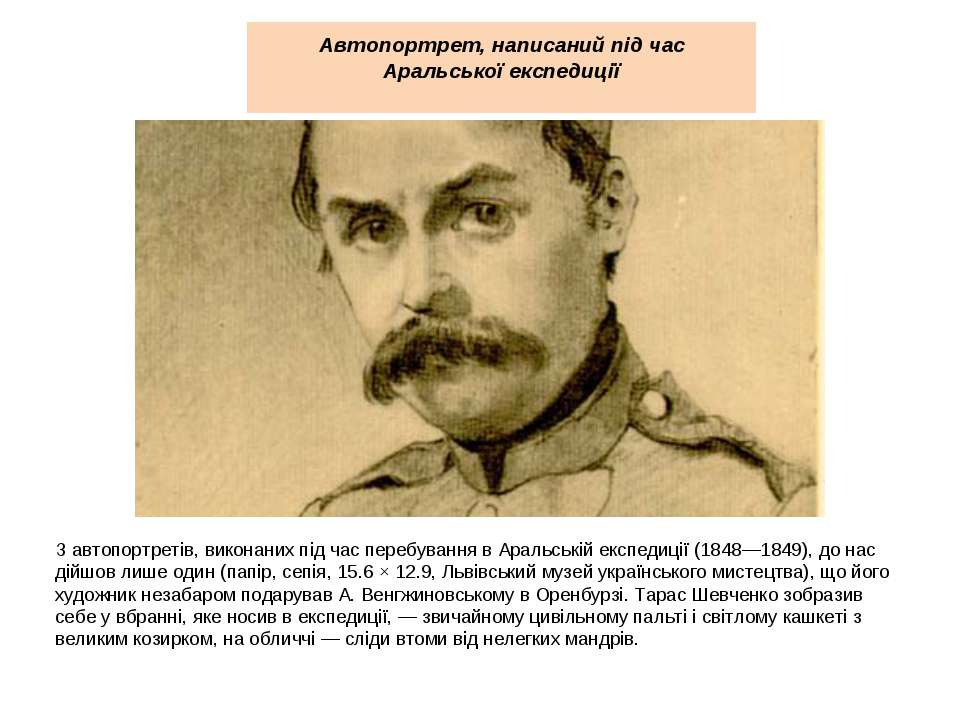 Автопортрет, написаний під час
Аральської експедиції
З автопортретів, виконаних під час перебування в Аральській експедиції (1848—1849), до нас
дійшов лише один (папір, сепія, 15.6 × 12.9, Львівський музей українського мистецтва), що його
художник незабаром подарував А. Венгжиновському в Оренбурзі. Тарас Шевченко зобразив
себе у вбранні, яке носив в експедиції, — звичайному цивільному пальті і світлому кашкеті з
великим козирком, на обличчі — сліди втоми від нелегких мандрів.